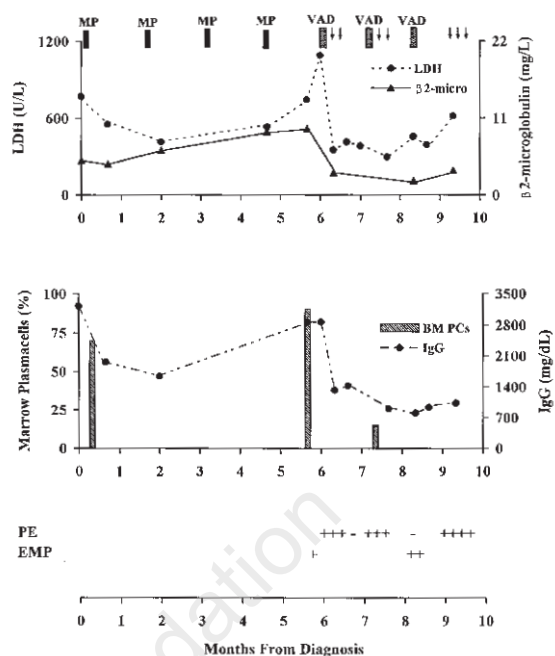 MP MP MP MP VAD VAD VAD
1200 22
LDH
β2-micro
600 11
0 0
LDH (U/L)
β2-microglobulin (mg/L)
0 1 2 3 4 5 6 7 8 9 10
100 3500
2800
75
BM PCs
IgG
2100
50
1400
25
700
0 0
Marrow Plasmacells (%)
IgG (mg/dL)
0 1 2 3 4 5 6 7 8 9 10
PE +++ - +++ - ++++
EMP + ++
0 1 2 3 4 5 6 7 8 9 10
Months From Diagnosis
dation